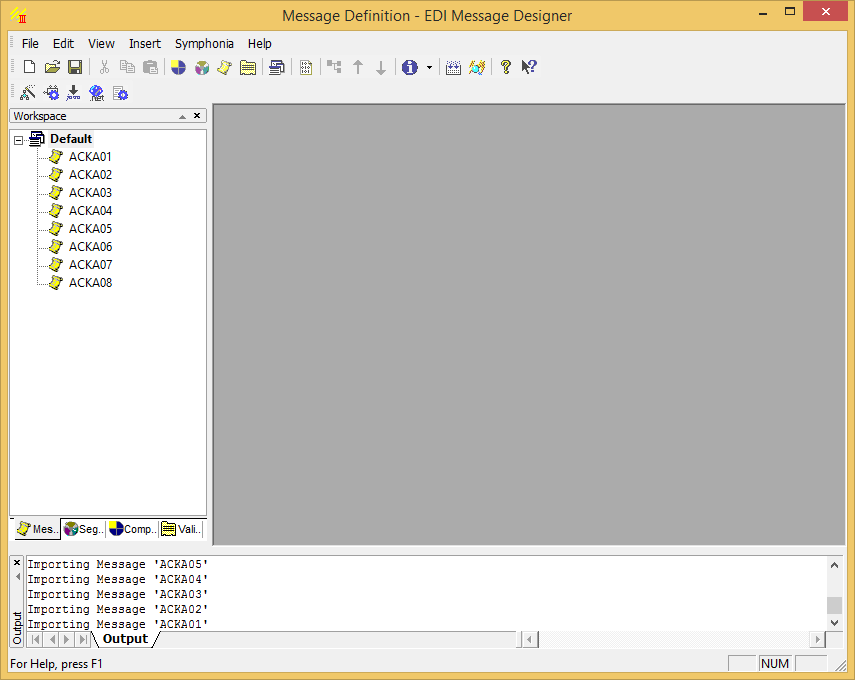 Message Definition - EDI Message Designer
File Edit View Insert Symphonia Help
Workspace
Default
ACKA01
ACKA02
ACKA03
ACKA04
ACKA05
ACKA06
ACKA07
ACKA08
Mes.. Seg.. Comp.. Vali..
Importing Message 'ACKA05'
Importing Message 'ACKA04'
Importing Message 'ACKA03'
Importing Message 'ACKA02'
Importing Message 'ACKA01'
Output
Output
For Help, press F1
NUM